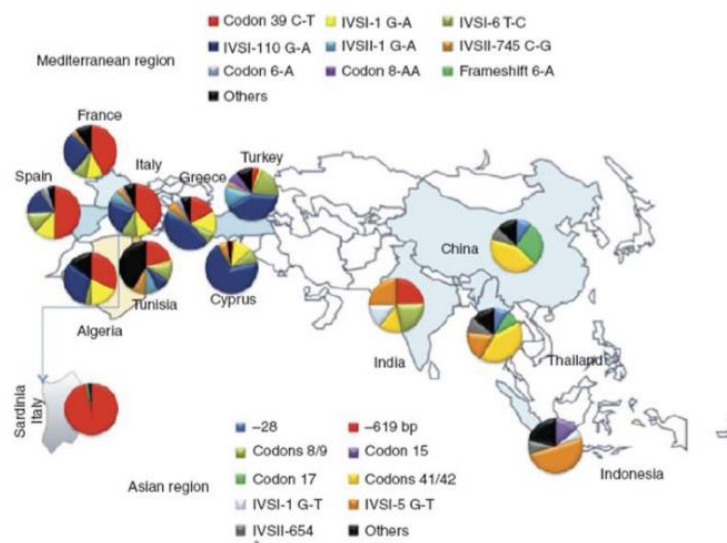 Codon 39 C-T IVSI-1 G-A IVSI-6 T-C
IVSI-110 G-A IVSII-1 G-A IVSII-745 C-G
Mediterranean region
Codon 6-A Codon 8-AA Frameshift 6-A
Others
France
Italy
Turkey
Spain
Greece
China
Cyprus
Tunisia
Algeria
India
Thailand
Sardinia
Italy
–28 –619 bp
Codons 8/9 Codon 15
Indonesia
Codon 17 Codons 41/42
Asian region
IVSI-1 G-T IVSI-5 G-T
IVSII-654 Others